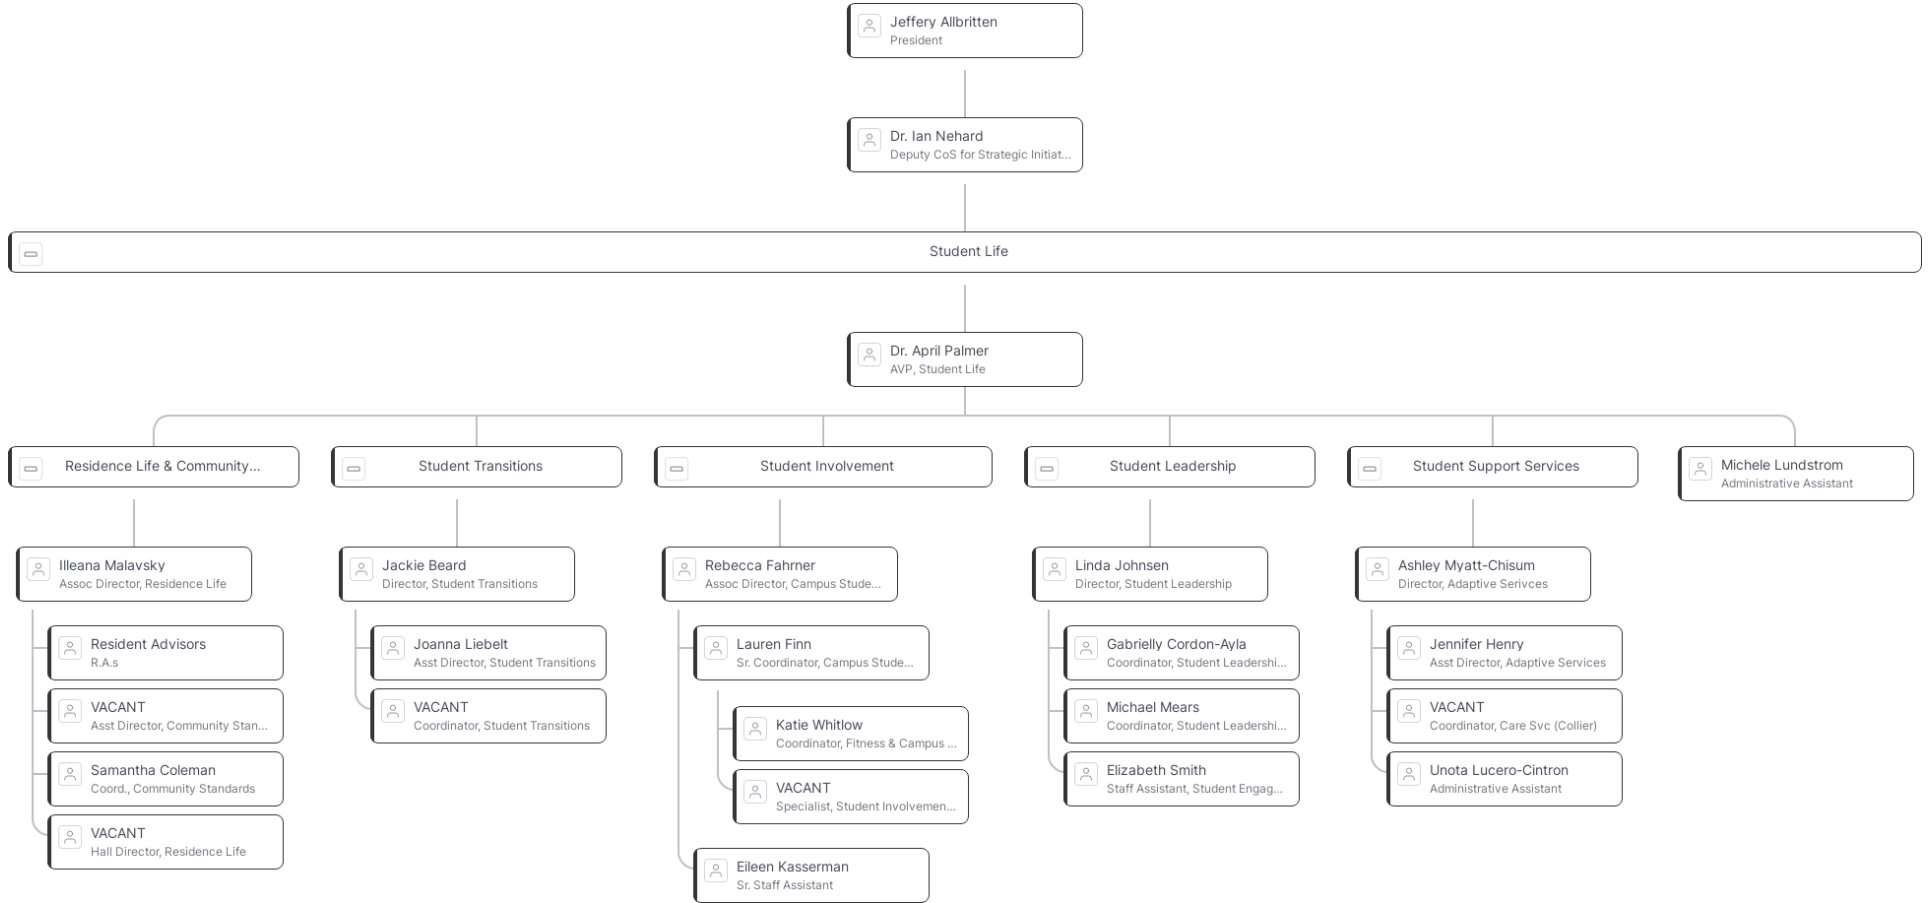 Jeffery Allbritten
President
Dr. Ian Nehard
Deputy CoS for Strategic Initiat...
Student Life
Dr. April Palmer
AVP, Student Life
Residence Life & Community...
Student Transitions
Student Involvement
Student Leadership
Student Support Services
Michele Lundstrom
Administrative Assistant
Illeana Malavsky
Assoc Director, Residence Life
Resident Advisors
R.A.s
VACANT
Asst Director, Community Stan...
Samantha Coleman
Coord., Community Standards
VACANT
Hall Director, Residence Life
Jackie Beard
Director, Student Transitions
Joanna Liebelt
Asst Director, Student Transitions
VACANT
Coordinator, Student Transitions
Rebecca Fahrner
Assoc Director, Campus Stude...
Lauren Finn
Sr. Coordinator, Campus Stude...
Katie Whitlow
Coordinator, Fitness & Campus ...
VACANT
Specialist, Student Involvemen...
Eileen Kasserman
Sr. Staff Assistant
Linda Johnsen
Director, Student Leadership
Gabrielly Cordon-Ayla
Coordinator, Student Leadershi...
Michael Mears
Coordinator, Student Leadershi...
Elizabeth Smith
Staff Assistant, Student Engag...
Ashley Myatt-Chisum
Director, Adaptive Serivces
Jennifer Henry
Asst Director, Adaptive Services
VACANT
Coordinator, Care Svc (Collier)
Unota Lucero-Cintron
Administrative Assistant